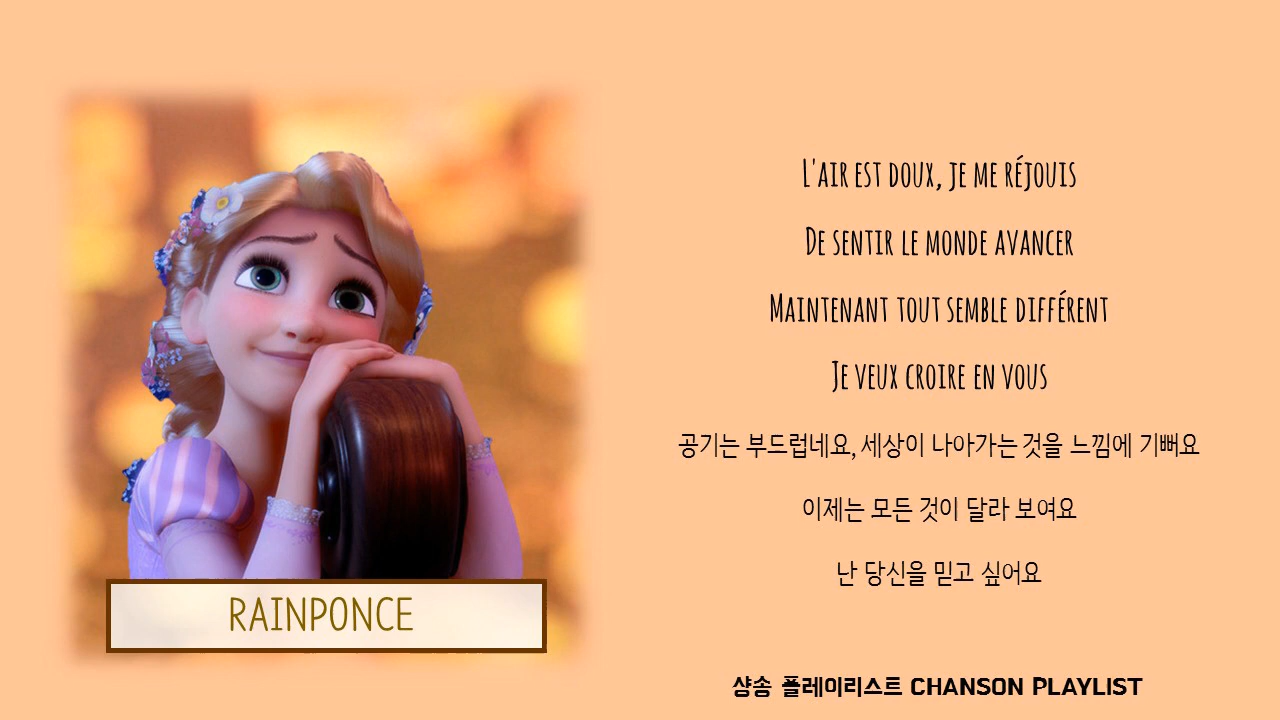 L'AIR EST DOUX, JE ME RÉJOUIS
DE SENTIR LE MONDE AVANCER
MAINTENANT TOUT SEMBLE DIFFÉRENT
JE VEUX CROIRE EN VOUS
공기는 부드럽네요, 세상이 나아가는 것을 느낌에 기뻐요
이제는 모든 것이 달라 보여요
난 당신을 믿고 싶어요
RAINPONCE
샹송 플레이리스트 CHANSON PLAYLIST